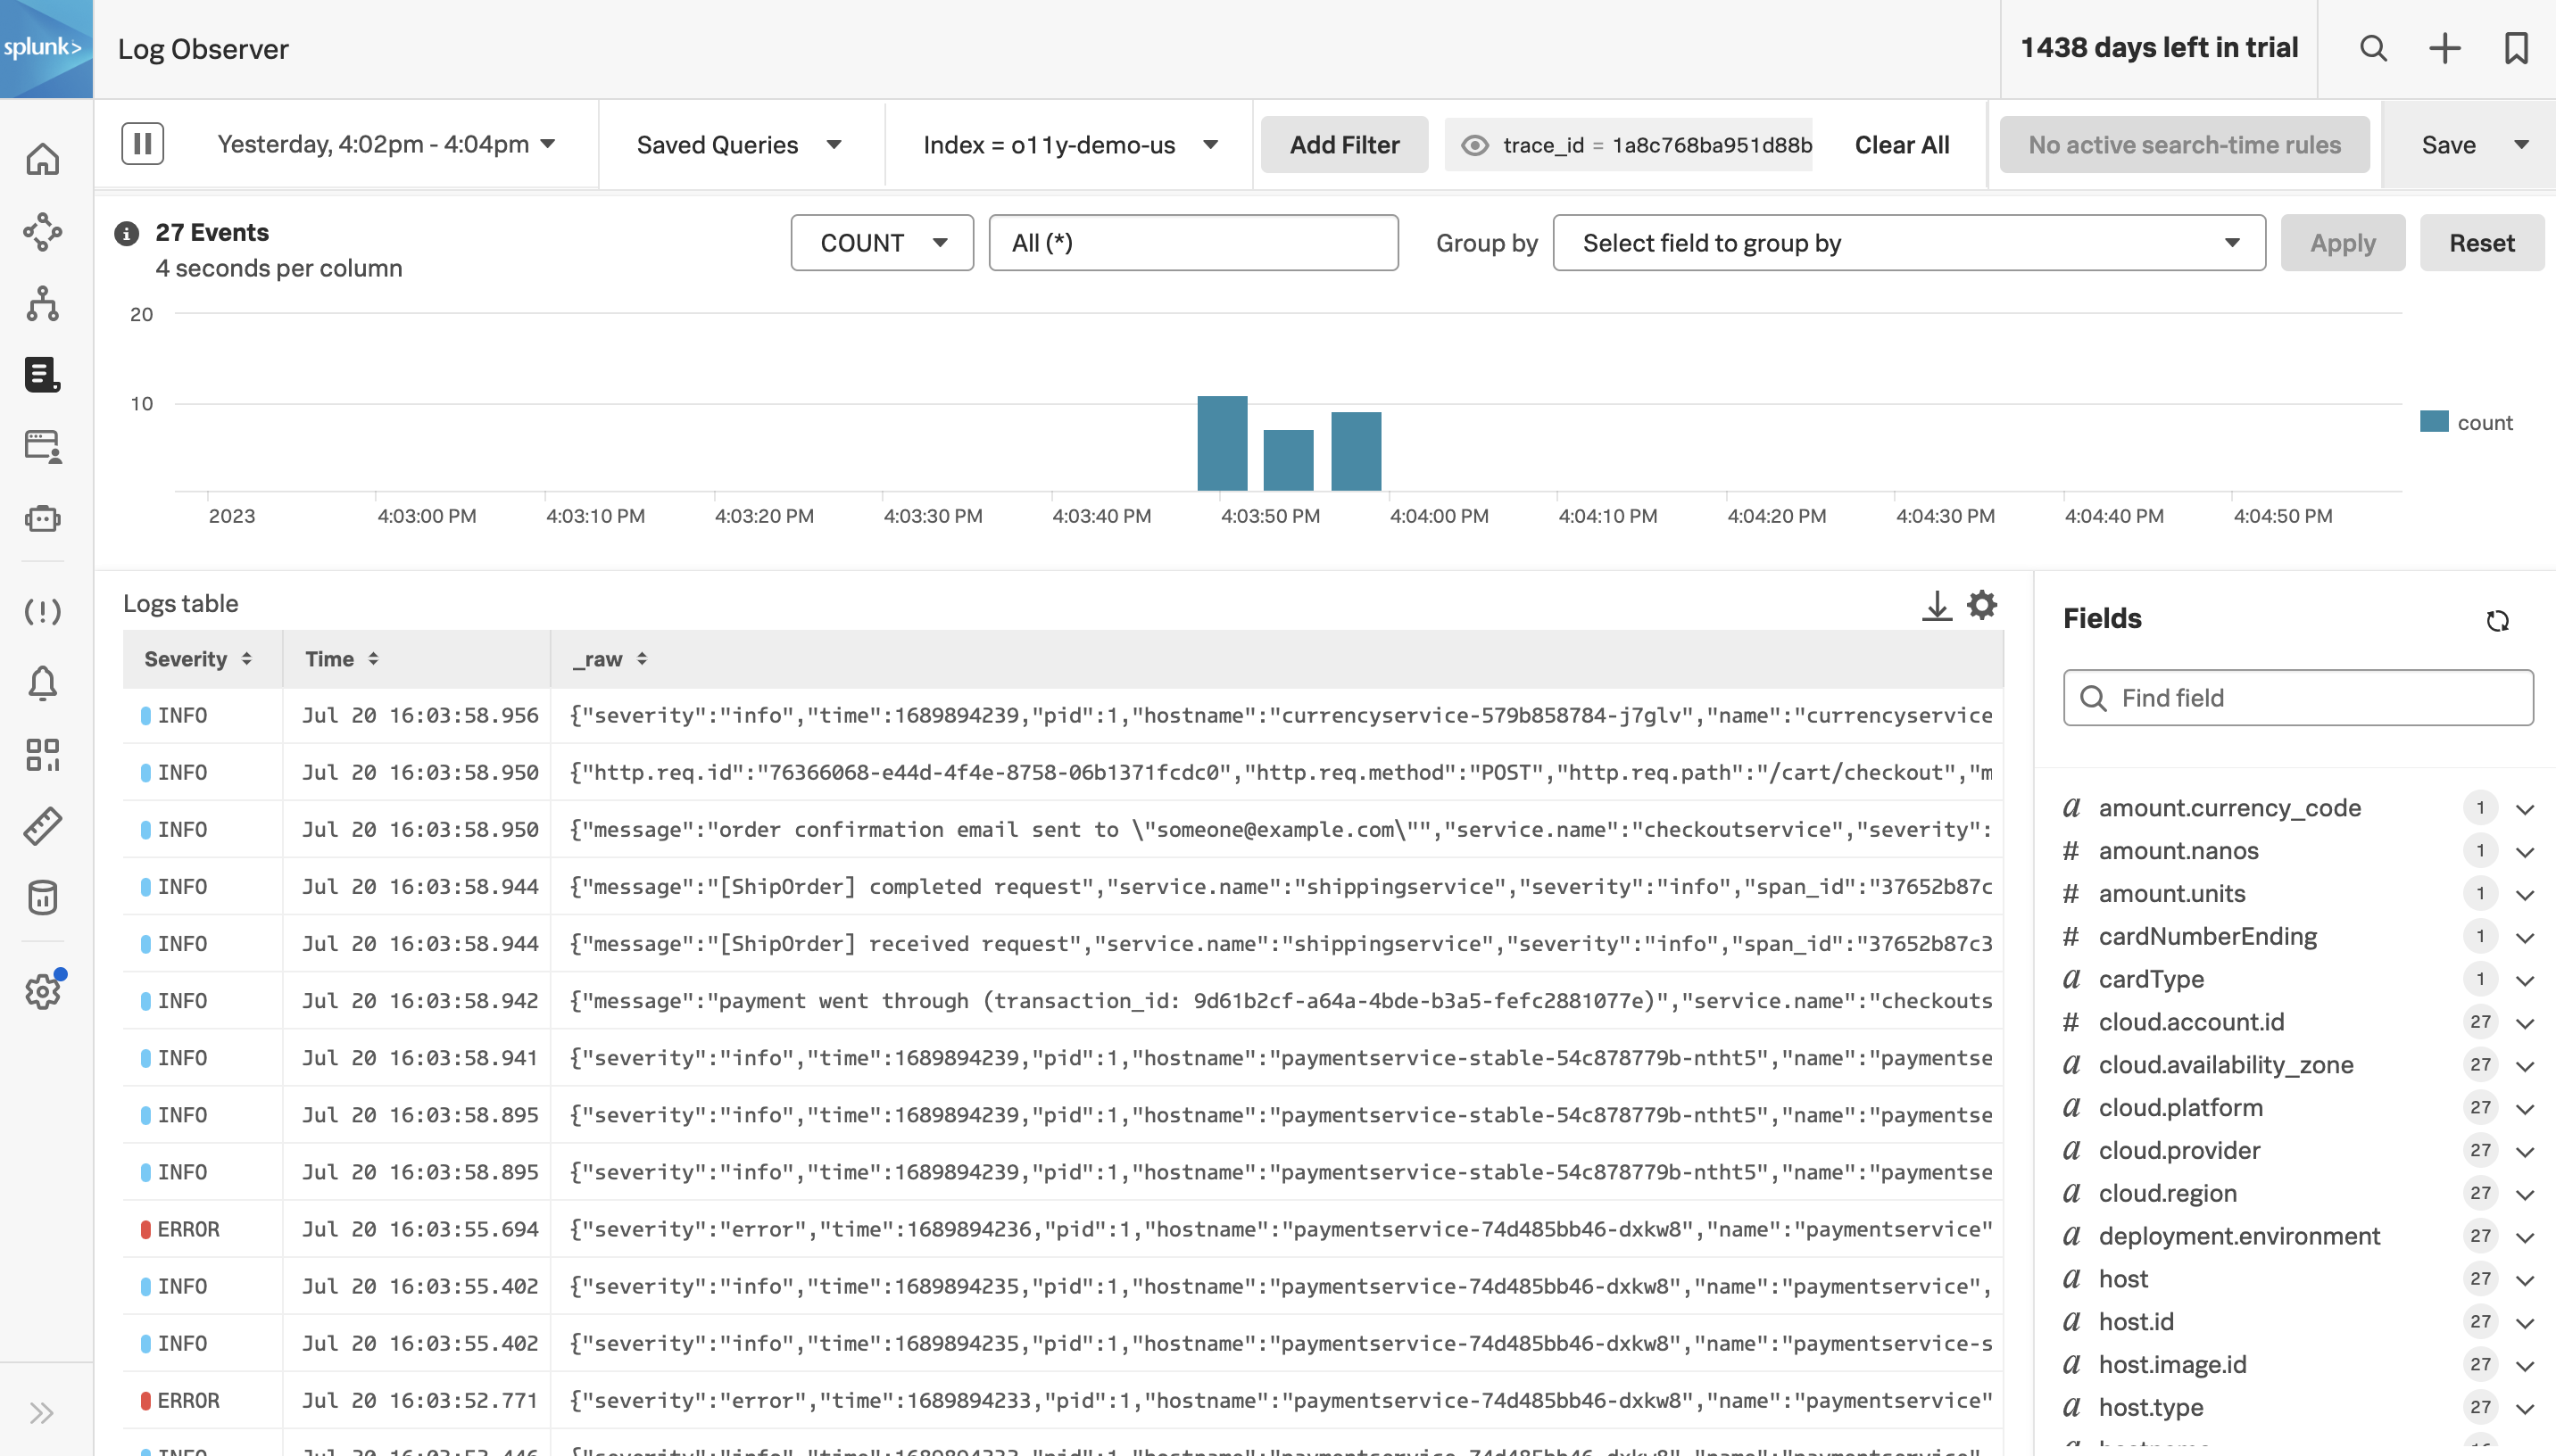 splunk>
Log Observer
1438 days left in trial
Yesterday, 4:02pm - 4:04pm
Saved Queries
Index = o11y-demo-us
Add Filter
trace_id = 1a8c768ba951d88b
Clear All
No active search-time rules
Save
27 Events
4 seconds per column
COUNT
All (*)
Group by
Select field to group by
Apply
Reset
20
10
count
2023
4:03:00 PM
4:03:10 PM
4:03:20 PM
4:03:30 PM
4:03:40 PM
4:03:50 PM
4:04:00 PM
4:04:10 PM
4:04:20 PM
4:04:30 PM
4:04:40 PM
4:04:50 PM
Logs table
Severity Time _raw
INFO Jul 20 16:03:58.956 {"severity":"info","time":1689894239,"pid":1,"hostname":"currencyservice-579b858784-j7glv","name":"currencyservice
INFO Jul 20 16:03:58.950 {"http.req.id":"76366068-e44d-4f4e-8758-06b1371fcdc0","http.req.method":"POST","http.req.path":"/cart/checkout","m
INFO Jul 20 16:03:58.950 {"message":"order confirmation email sent to \"someone@example.com\"","service.name":"checkoutservice","severity":
INFO Jul 20 16:03:58.944 {"message":"[ShipOrder] completed request","service.name":"shippingservice","severity":"info","span_id":"37652b87c
INFO Jul 20 16:03:58.944 {"message":"[ShipOrder] received request","service.name":"shippingservice","severity":"info","span_id":"37652b87c3
INFO Jul 20 16:03:58.942 {"message":"payment went through (transaction_id: 9d61b2cf-a64a-4bde-b3a5-fefc2881077e)","service.name":"checkouts
INFO Jul 20 16:03:58.941 {"severity":"info","time":1689894239,"pid":1,"hostname":"paymentservice-stable-54c878779b-ntht5","name":"paymentse
INFO Jul 20 16:03:58.895 {"severity":"info","time":1689894239,"pid":1,"hostname":"paymentservice-stable-54c878779b-ntht5","name":"paymentse
INFO Jul 20 16:03:58.895 {"severity":"info","time":1689894239,"pid":1,"hostname":"paymentservice-stable-54c878779b-ntht5","name":"paymentse
ERROR Jul 20 16:03:55.694 {"severity":"error","time":1689894236,"pid":1,"hostname":"paymentservice-74d485bb46-dxkw8","name":"paymentservice"
INFO Jul 20 16:03:55.402 {"severity":"info","time":1689894235,"pid":1,"hostname":"paymentservice-74d485bb46-dxkw8","name":"paymentservice",
INFO Jul 20 16:03:55.402 {"severity":"info","time":1689894235,"pid":1,"hostname":"paymentservice-74d485bb46-dxkw8","name":"paymentservice-s
ERROR Jul 20 16:03:52.771 {"severity":"error","time":1689894233,"pid":1,"hostname":"paymentservice-74d485bb46-dxkw8","name":"paymentservice"
Fields
Find field
a amount.currency_code 1
# amount.nanos 1
# amount.units 1
# cardNumberEnding 1
a cardType 1
# cloud.account.id 27
a cloud.availability_zone 27
a cloud.platform 27
a cloud.provider 27
a cloud.region 27
a deployment.environment 27
a host 27
a host.id 27
a host.image.id 27
a host.type 27